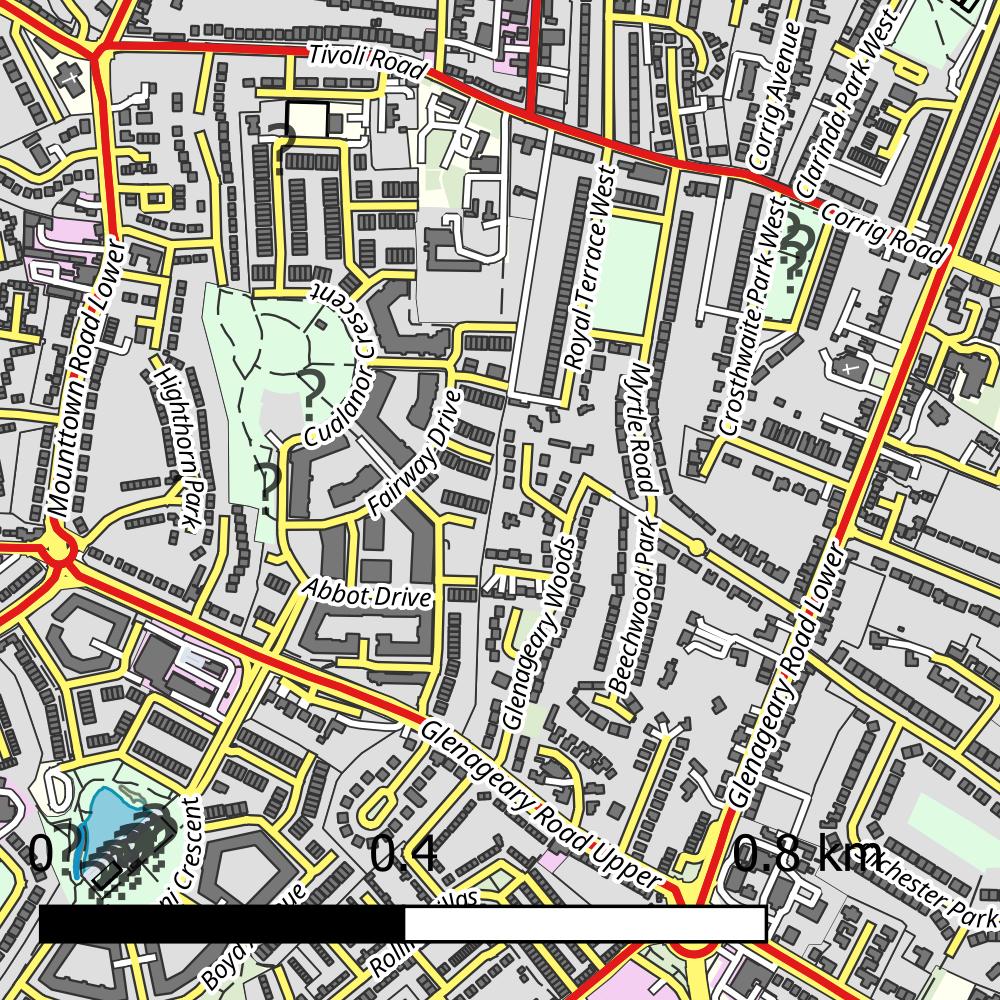 Tivoli Road
Corrig Avenue
Clarinda Park West
Corrig Road
Royal Terrace West
Crosthwaite Park West
Mounttown Road Lower
Cualanor Crescent
Highthorn Park
Fairway Drive
Myrtle Road
Abbot Drive
Glenageary Woods
Beechwood Park
Glenageary Road Lower
Glenageary Road Upper
Crescent
0
0.4
0.8 km